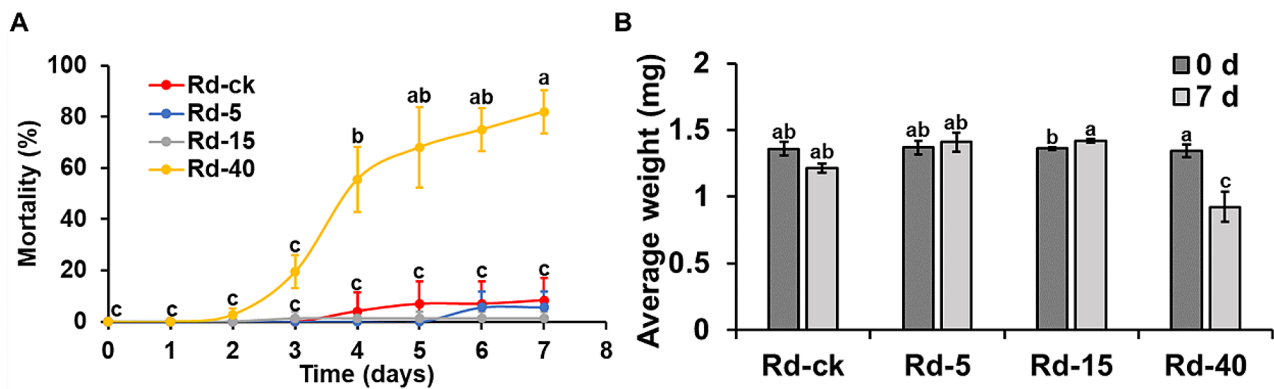 A
B
Mortality (%)
100
80
60
40
20
0
Rd-ck
Rd-5
Rd-15
Rd-40
c
c
c
c
c
b
c
ab
c
ab
c
a
c
0 1 2 3 4 5 6 7 8
Time (days)
Average weight (mg)
2
1.5
1
0.5
0
0 d
7 d
ab
ab
ab
ab
b
a
a
c
Rd-ck Rd-5 Rd-15 Rd-40